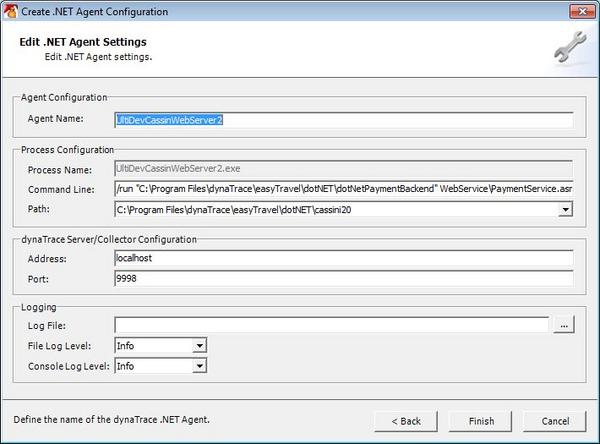 Create .NET Agent Configuration
Edit .NET Agent Settings
Edit .NET Agent settings.
Agent Configuration
Agent Name: UltiDevCassinWebServer2
Process Configuration
Process Name: UltiDevCassinWebServer2.exe
Command Line: /run "C:\Program Files\dynaTrace\easyTravel\dotNET\dotNetPaymentBackend" WebService\PaymentService.asm
Path: C:\Program Files\dynaTrace\easyTravel\dotNET\cassini20
dynaTrace Server/Collector Configuration
Address: localhost
Port: 9998
Logging
Log File: ...
File Log Level: Info
Console Log Level: Info
Define the name of the dynaTrace .NET Agent.
< Back Finish Cancel